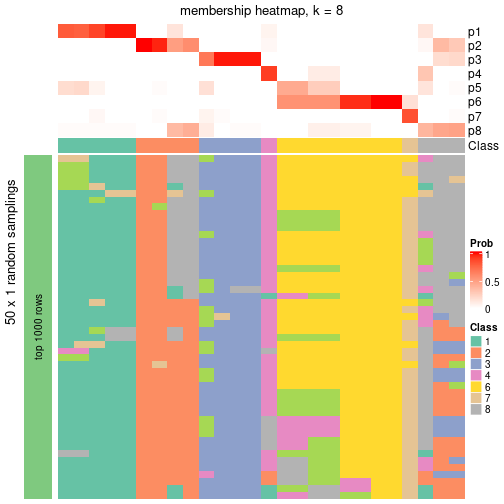 membership heatmap, k = 8
p1
p2
p3
p4
p5
p6
p7
p8
Class
50 x 1 random samplings
top 1000 rows
Prob
1
0.5
0
Class
1
2
3
4
6
7
8